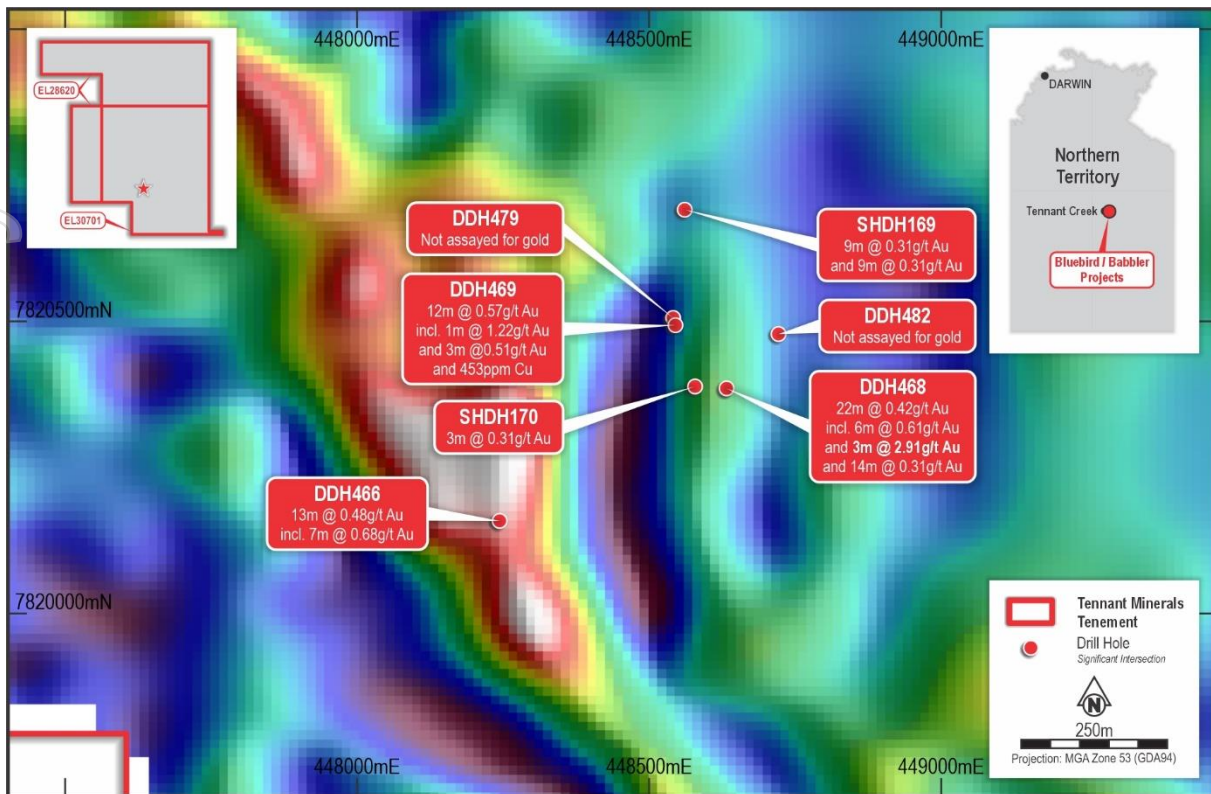 448000mE
448500mE
449000mE
EL28620
EL30701
DARWIN
Northern
Territory
Tennant Creek
Bluebird / Babbler
Projects
DDH479
Not assayed for gold
SHDH169
9m @ 0.31g/t Au
and 9m @ 0.31g/t Au
7820500mN
DDH469
12m @ 0.57g/t Au
incl. 1m @ 1.22g/t Au
and 3m @0.51g/t Au
and 453ppm Cu
DDH482
Not assayed for gold
SHDH170
3m @ 0.31g/t Au
DDH468
22m @ 0.42g/t Au
incl. 6m @ 0.61g/t Au
and 3m @ 2.91g/t Au
and 14m @ 0.31g/t Au
DDH466
13m @ 0.48g/t Au
incl. 7m @ 0.68g/t Au
7820000mN
Tennant Minerals
Tenement
Drill Hole
Significant Intersection
N
250m
Projection: MGA Zone 53 (GDA94)
448000mE
448500mE
449000mE